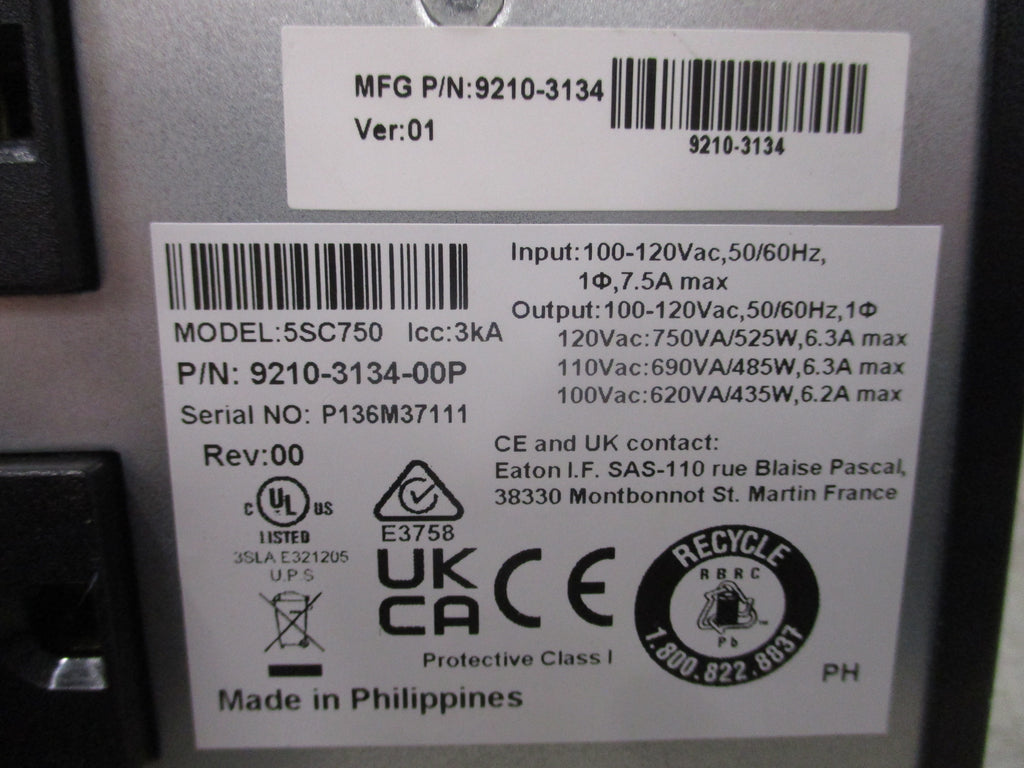 MFG P/N:9210-3134
Ver:01
9210-3134
MODEL:5SC750 Icc:3kA
P/N: 9210-3134-00P
Serial NO: P136M37111
Rev:00
Input:100-120Vac,50/60Hz,
1Φ,7.5A max
Output:100-120Vac,50/60Hz,1Φ
120Vac:750VA/525W,6.3A max
110Vac:690VA/485W,6.3A max
100Vac:620VA/435W,6.2A max
CE and UK contact:
Eaton I.F. SAS-110 rue Blaise Pascal,
38330 Montbonnot St. Martin France
C UL US
LISTED
3SLA E321205
U.P.S
E3758
UK
CA
CE
RECYCLE
RBRC
Pb
1.800.822.8837
Protective Class I
PH
Made in Philippines